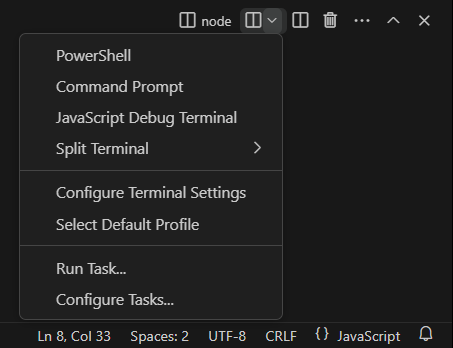 node
PowerShell
Command Prompt
JavaScript Debug Terminal
Split Terminal
Configure Terminal Settings
Select Default Profile
Run Task...
Configure Tasks...
Ln 8, Col 33 Spaces: 2 UTF-8 CRLF {} JavaScript